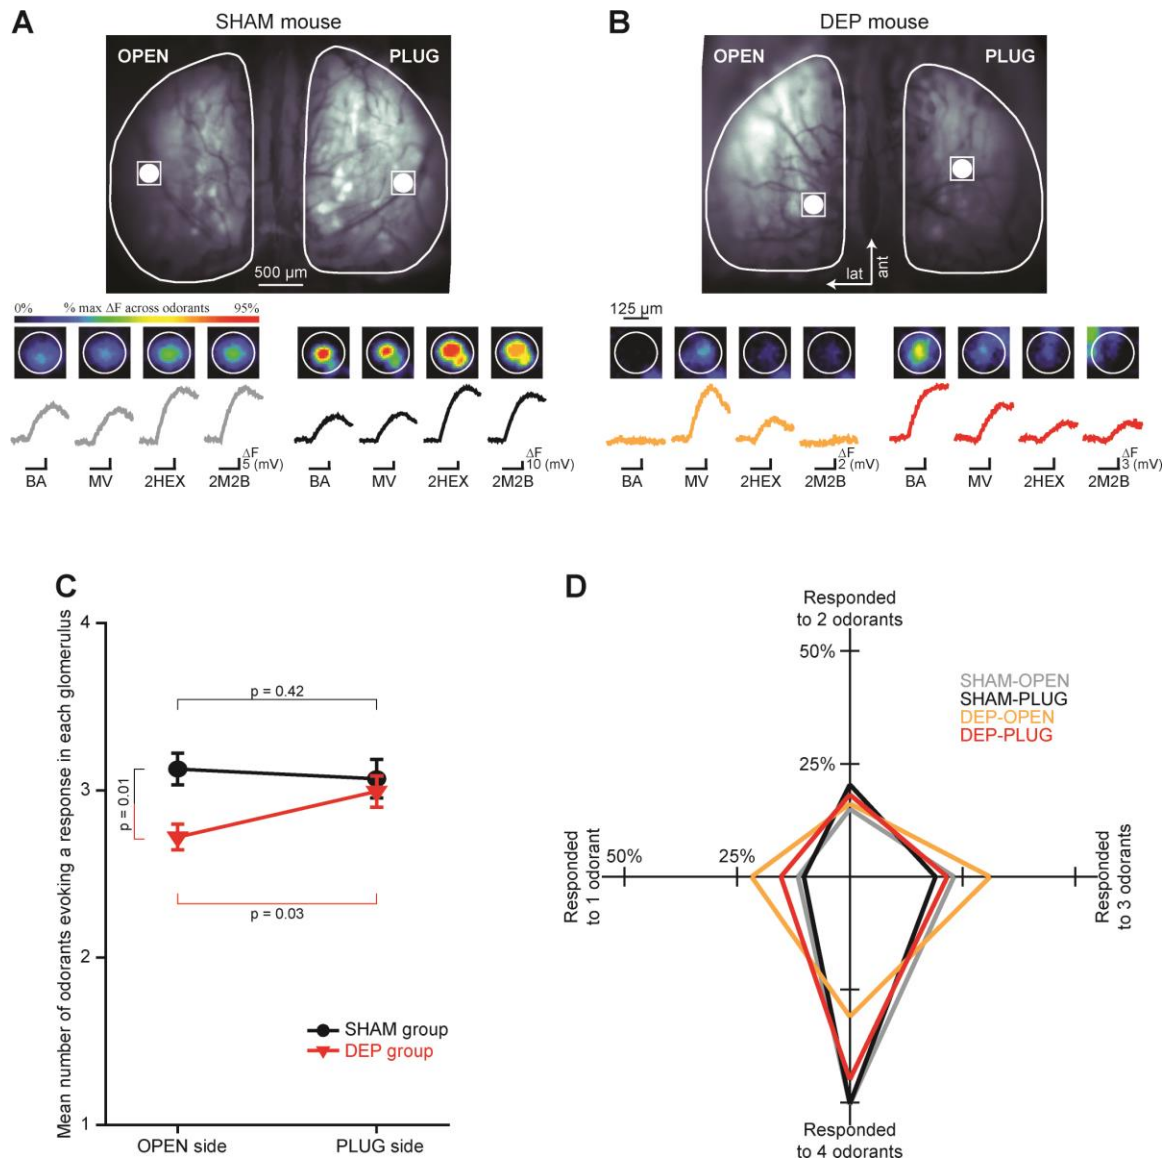 A
SHAM mouse
OPEN
PLUG
500 µm
0%
% max ΔF across odorants
95%
ΔF
5 (mV)
BA
MV
2HEX
2M2B
ΔF
10 (mV)
BA
MV
2HEX
2M2B
B
DEP mouse
OPEN
PLUG
lat
ant
125 µm
ΔF
2 (mV)
BA
MV
2HEX
2M2B
ΔF
3 (mV)
BA
MV
2HEX
2M2B
C
Mean number of odorants evoking a response in each glomerulus
4
3
2
1
p = 0.42
p = 0.01
p = 0.03
SHAM group
DEP group
OPEN side
PLUG side
D
Responded
to 2 odorants
50%
25%
SHAM-OPEN
SHAM-PLUG
DEP-OPEN
DEP-PLUG
Responded
to 1 odorant
50%
25%
Responded
to 3 odorants
Responded
to 4 odorants